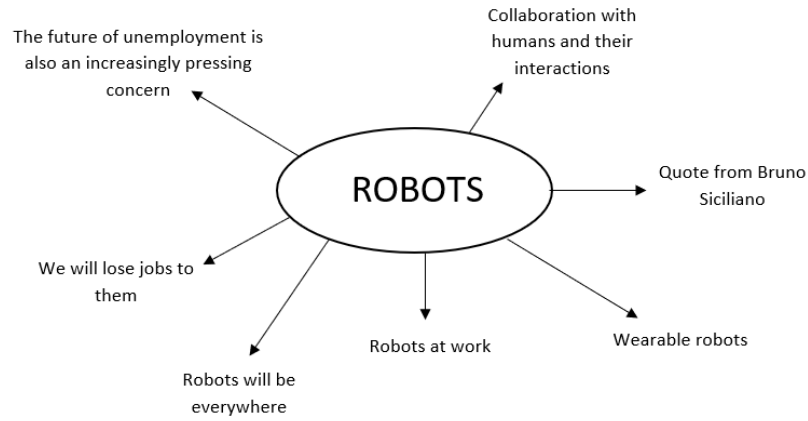 The future of unemployment is
also an increasingly pressing
concern
Collaboration with
humans and their
interactions
ROBOTS
Quote from Bruno
Siciliano
We will lose jobs to
them
Robots at work
Wearable robots
Robots will be
everywhere